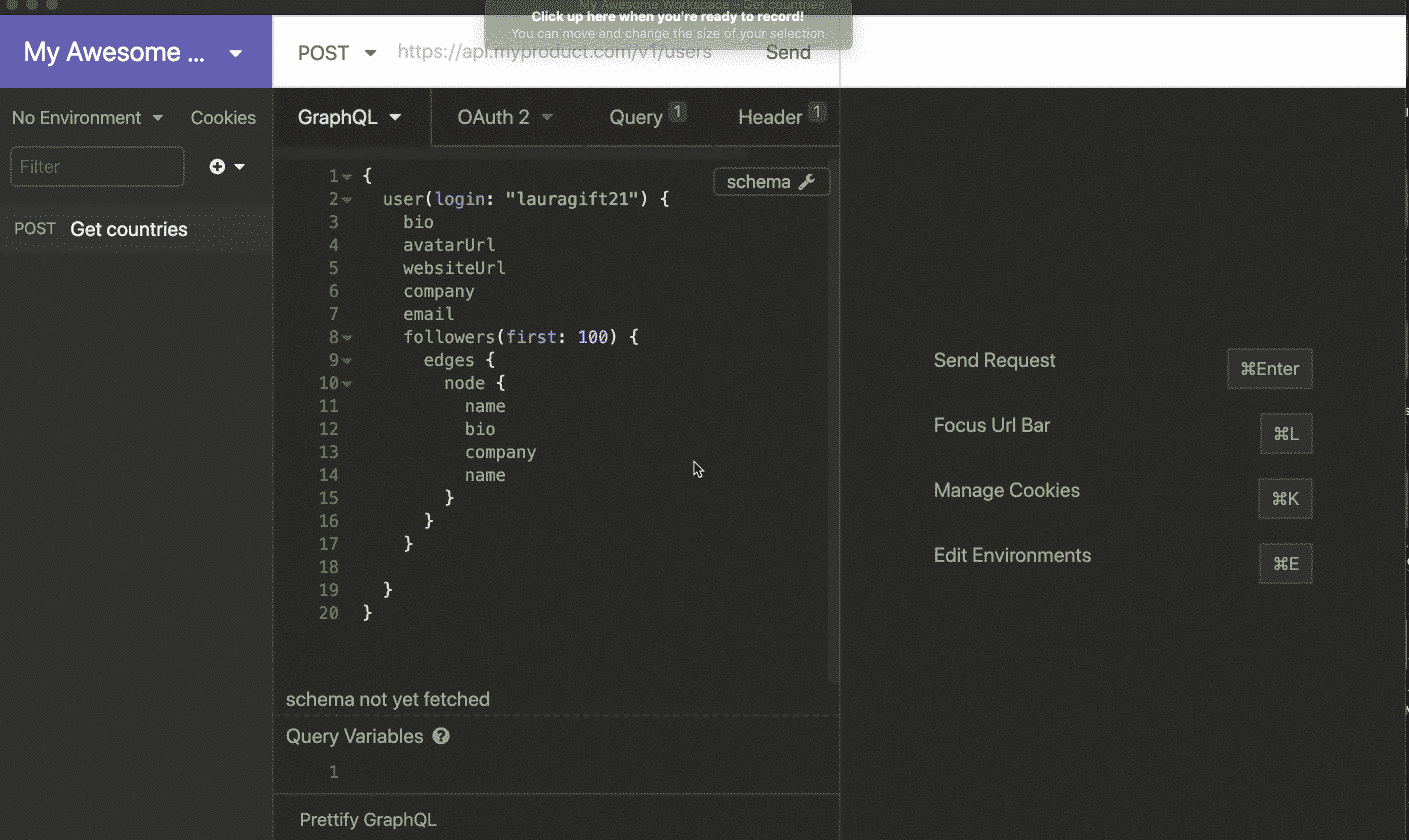 My Awesome Workspace – Get countries
Click up here when you're ready to record!
You can move and change the size of your selection
My Awesome ...
POST
https://api.myproduct.com/v1/users
Send
No Environment
Cookies
GraphQL
OAuth 2
Query 1
Header 1
Filter
POST Get countries
schema
1 {
2 user(login: "lauragift21") {
3 bio
4 avatarUrl
5 websiteUrl
6 company
7 email
8 followers(first: 100) {
9 edges {
10 node {
11 name
12 bio
13 company
14 name
15 }
16 }
17 }
18
19 }
20 }
schema not yet fetched
Query Variables ?
1
Prettify GraphQL
Send Request ⌘Enter
Focus Url Bar ⌘L
Manage Cookies ⌘K
Edit Environments ⌘E